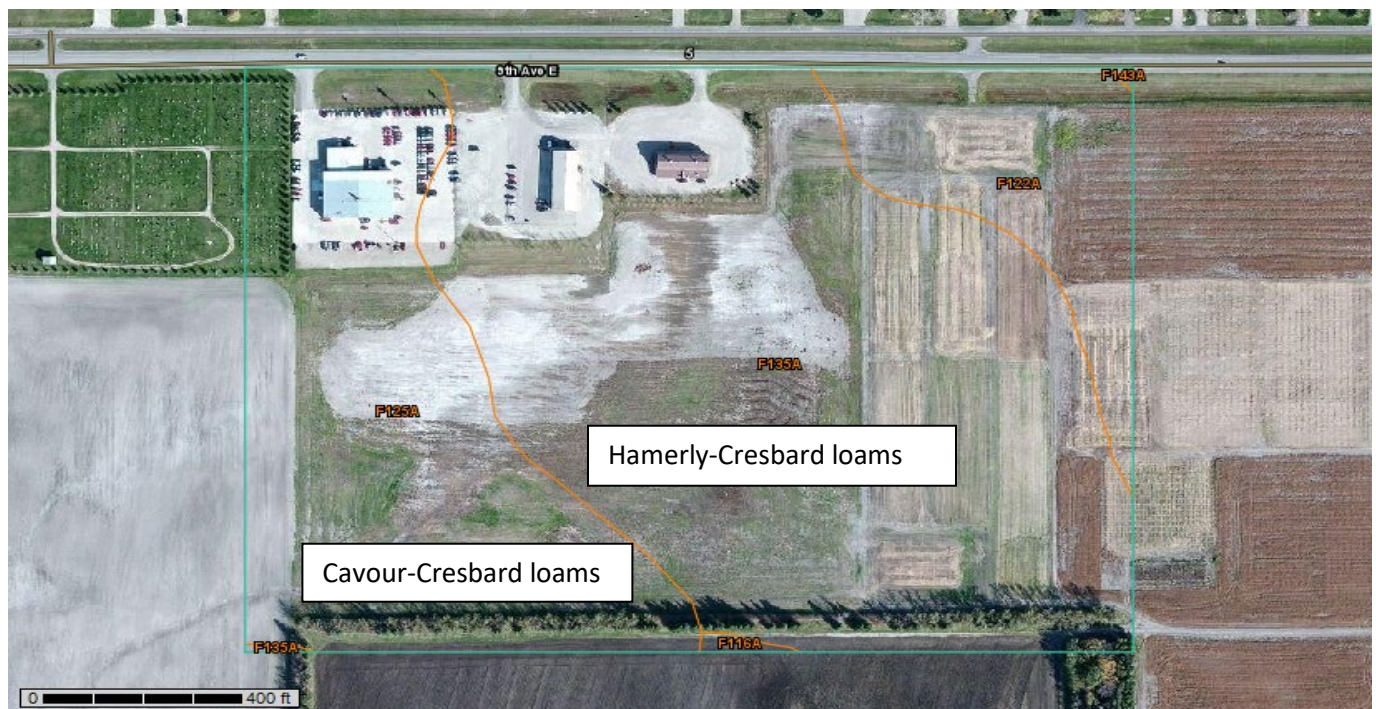 5
5th Ave E
F143A
F122A
F135A
F125A
Hamerly-Cresbard loams
Cavour-Cresbard loams
F135A
F116A
0 400 ft